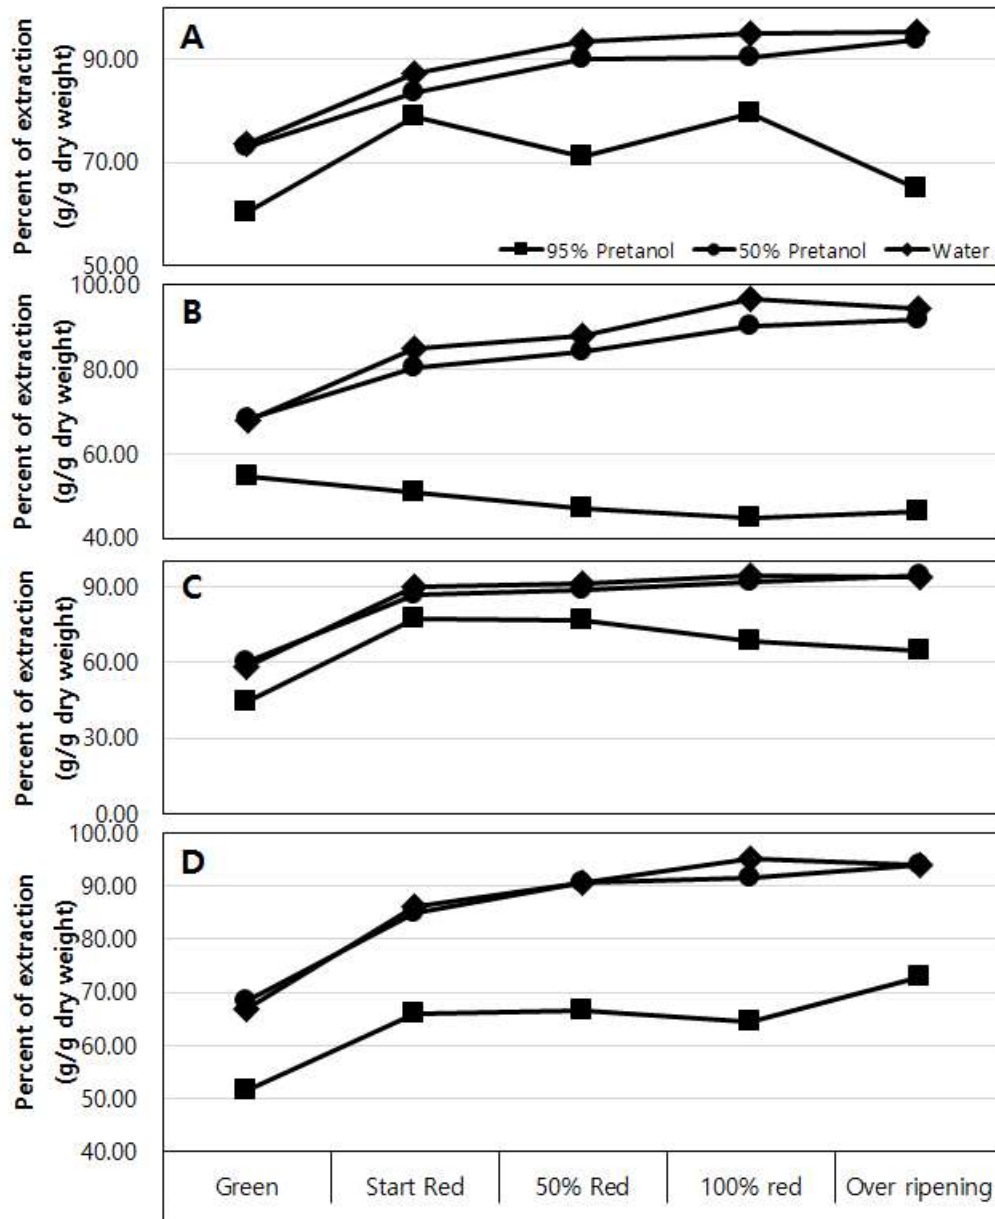 A
Percent of extraction
(g/g dry weight)
90.00
70.00
50.00
95% Pretanol
50% Pretanol
Water
B
Percent of extraction
(g/g dry weight)
100.00
80.00
60.00
40.00
C
Percent of extraction
(g/g dry weight)
90.00
60.00
30.00
0.00
D
Percent of extraction
(g/g dry weight)
100.00
90.00
80.00
70.00
60.00
50.00
40.00
Green
Start Red
50% Red
100% red
Over ripening